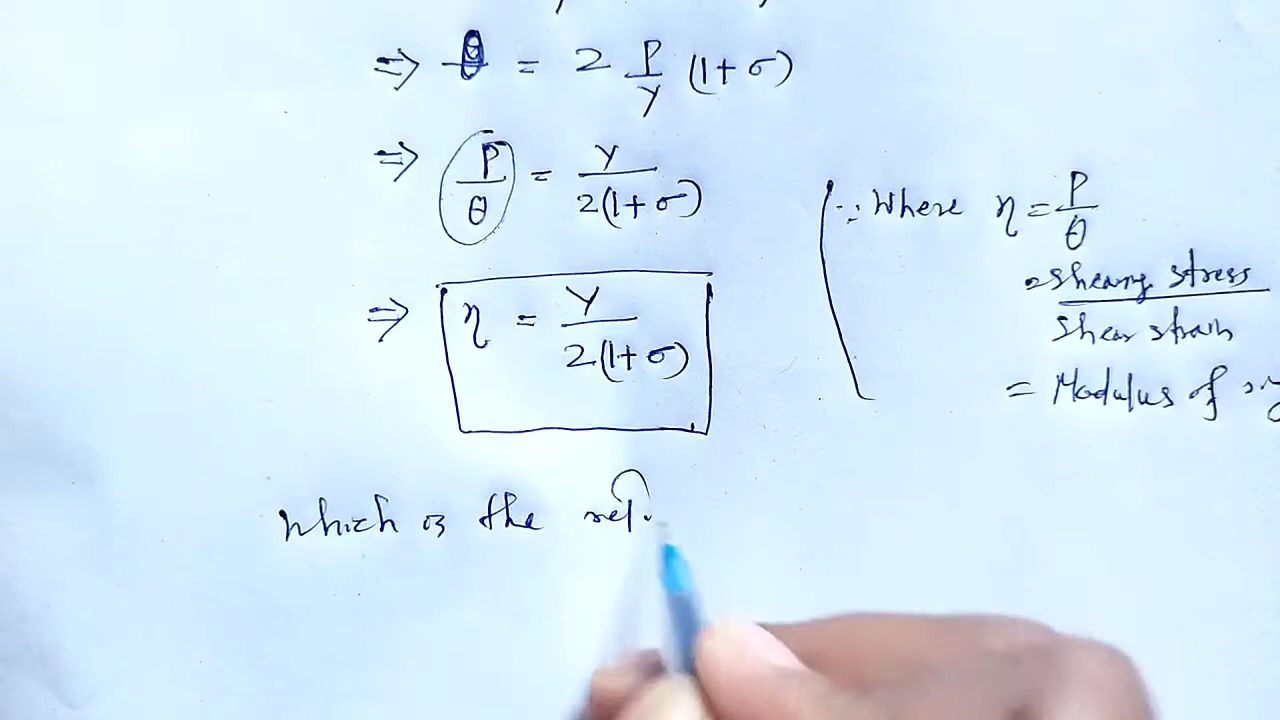 ⇒ θ = 2 P/Y (1+σ)
⇒ P/θ = Y/2(1+σ)
∵ Where η = P/θ
= Shearing stress / Shear strain
= Modulus of
⇒ η = Y/2(1+σ)
Which is the